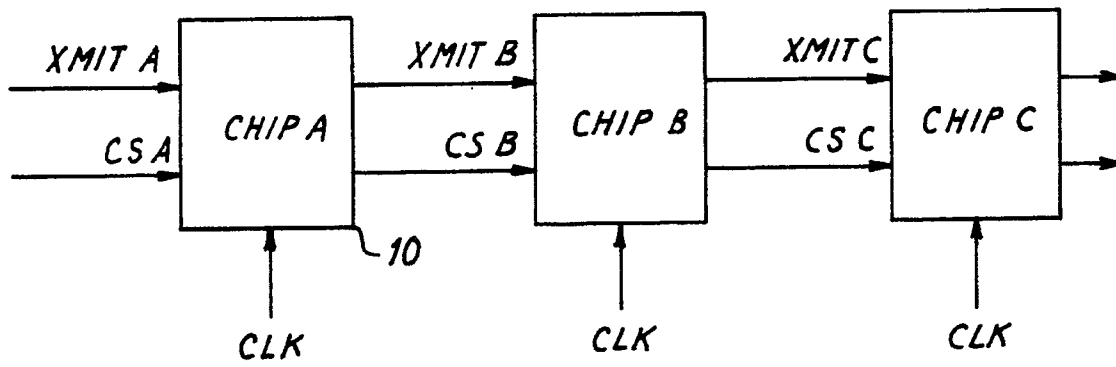 XMIT A
XMIT B
XMIT C
CHIP A
CHIP B
CHIP C
CS A
CS B
CS C
10
CLK
CLK
CLK